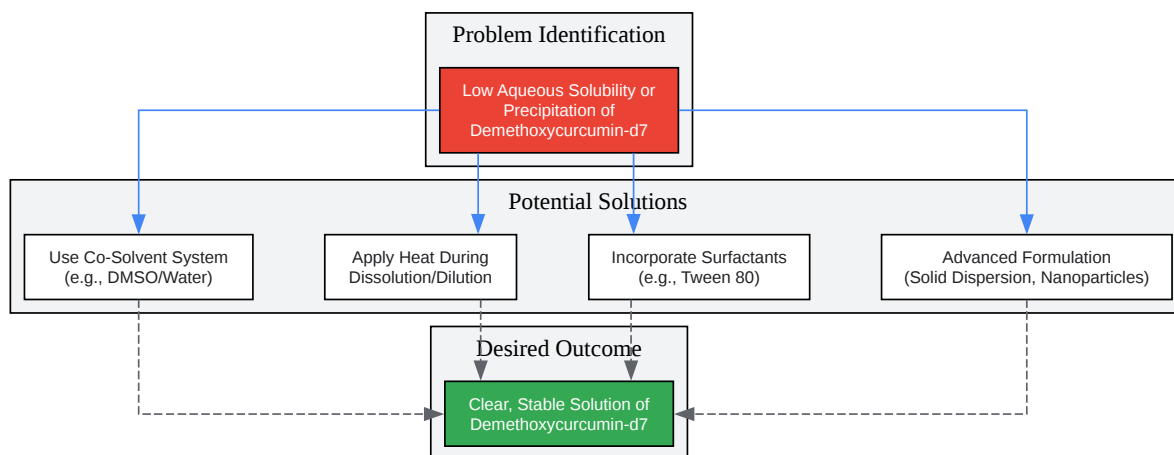 Problem Identification
Low Aqueous Solubility or
Precipitation of
Demethoxycurcumin-d7
Potential Solutions
Use Co-Solvent System
(e.g., DMSO/Water)
Apply Heat During
Dissolution/Dilution
Incorporate Surfactants
(e.g., Tween 80)
Advanced Formulation
(Solid Dispersion, Nanoparticles)
Desired Outcome
Clear, Stable Solution of
Demethoxycurcumin-d7